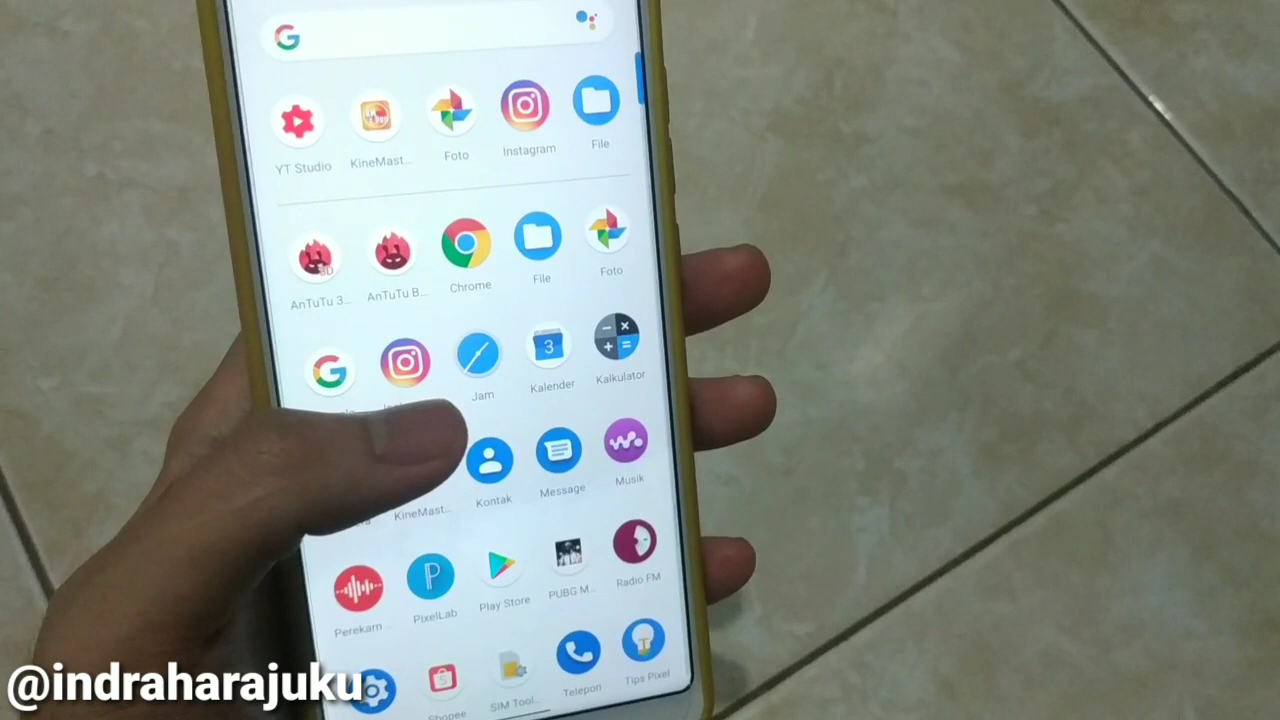 YT Studio KineMast... Foto Instagram File
AnTuTu 3... AnTuTu B... Chrome File Foto
Jam Kalender Kalkulator
KineMast... Kontak Message Musik
Perekam ... PixelLab Play Store PUBG M... Radio FM
Shopee SIM Tool... Telepon Tips Pixel
@indraharajuku